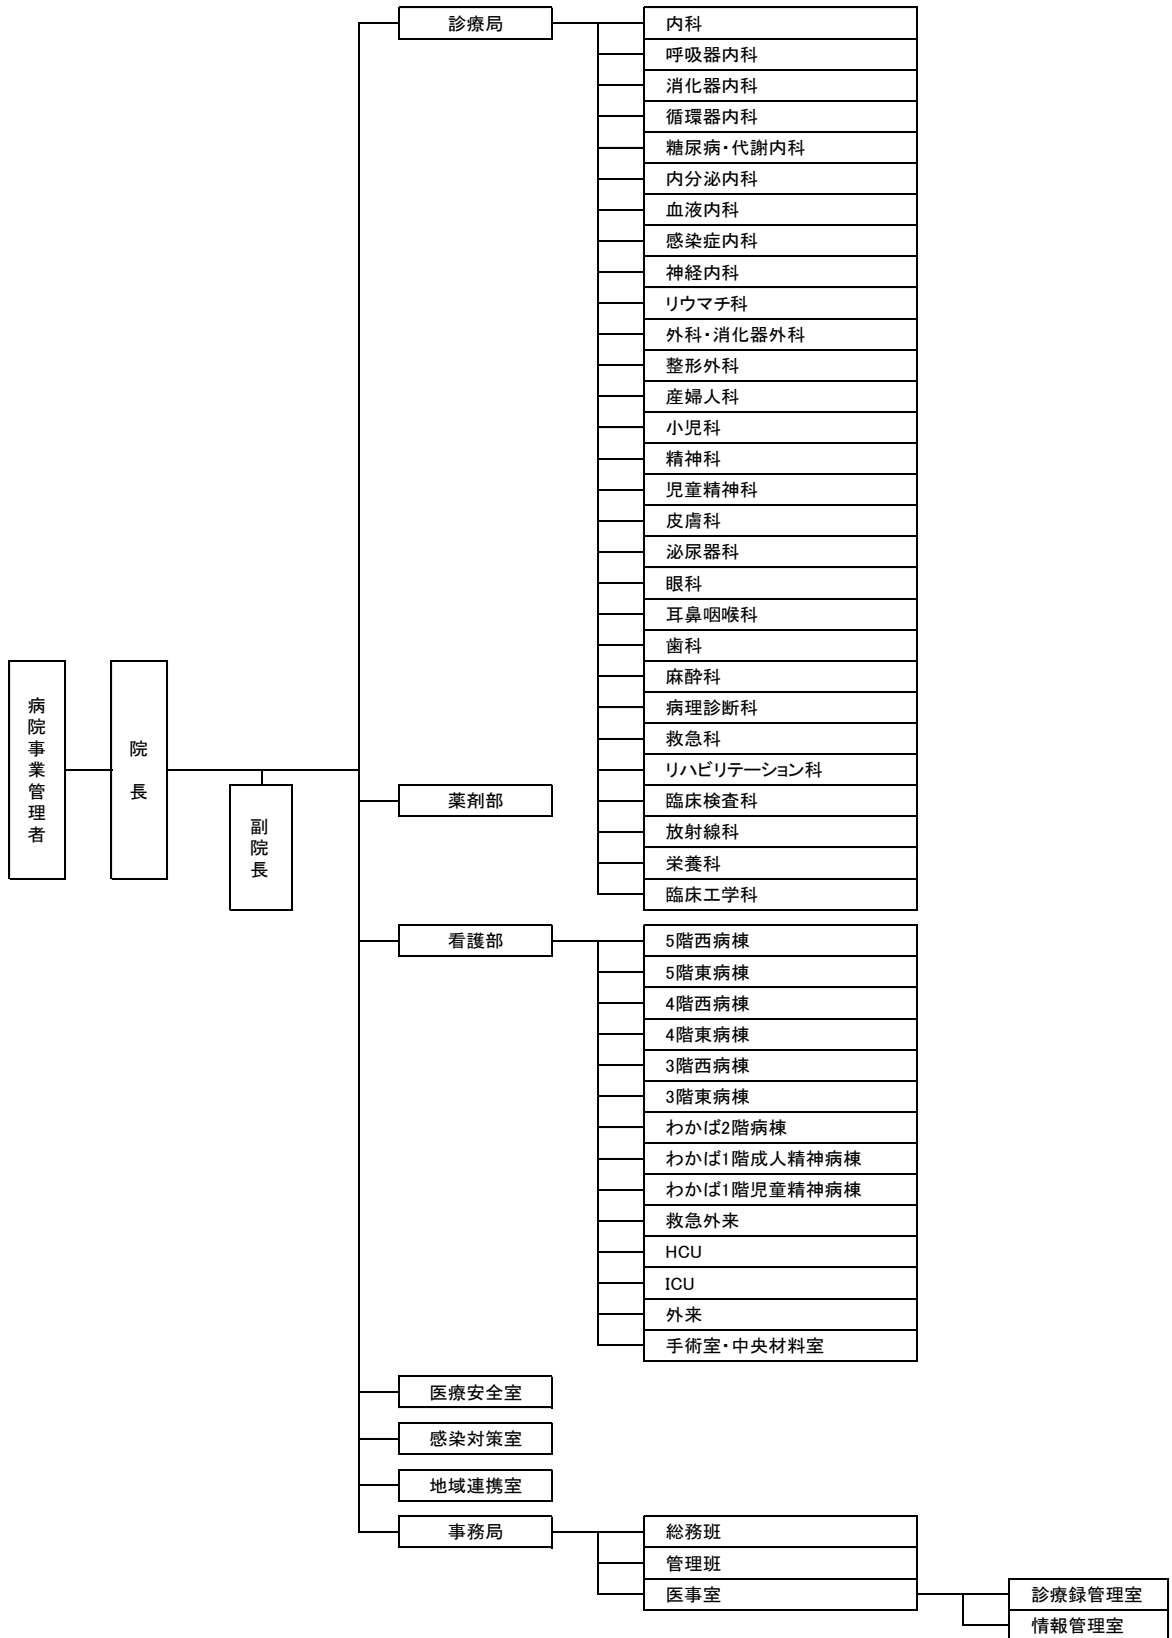 病院事業管理者
院長
副院長
診療局
内科
呼吸器内科
消化器内科
循環器内科
糖尿病・代謝内科
内分泌内科
血液内科
感染症内科
神経内科
リウマチ科
外科・消化器外科
整形外科
産婦人科
小児科
精神科
児童精神科
皮膚科
泌尿器科
眼科
耳鼻咽喉科
歯科
麻酔科
病理診断科
救急科
リハビリテーション科
臨床検査科
放射線科
栄養科
臨床工学科
薬剤部
看護部
5階西病棟
5階東病棟
4階西病棟
4階東病棟
3階西病棟
3階東病棟
わかば2階病棟
わかば1階成人精神病棟
わかば1階児童精神病棟
救急外来
HCU
ICU
外来
手術室・中央材料室
医療安全室
感染対策室
地域連携室
事務局
総務班
管理班
医事室
診療録管理室
情報管理室